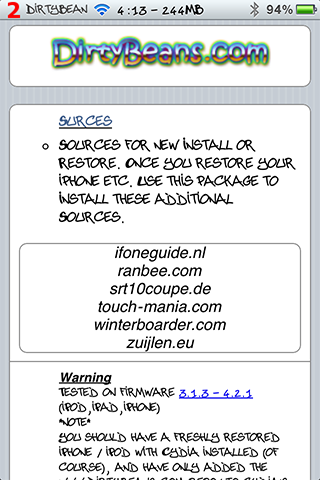 2 DIRTYBEAN 4:13 - 244MB 94%
DirtyBeans.com
SURCES
SOURCES FOR NEW INSTALL OR
RESTORE. ONCE YOU RESTORE YOUR
IPHONE ETC. USE THIS PACKAGE TO
INSTALL THESE ADDITIONAL
SOURCES.
ifoneguide.nl
ranbee.com
srt10coupe.de
touch-mania.com
winterboarder.com
zuijlen.eu
Warning
TESTED ON FIRMWARE 3.1.3 - 4.2.1
(IPOD,IPAD,IPHONE)
*NOTE*
YOU SHOULD HAVE A FRESHLY RESTORED
IPHONE / IPOD WITH CYDIA INSTALLED (OF
COURSE), AND HAVE ONLY ADDED THE